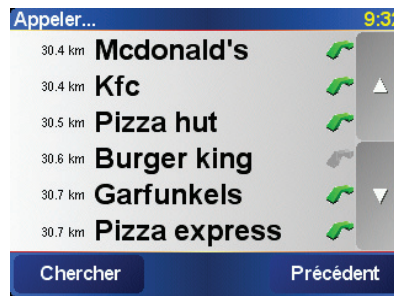 Appeler... 9:32
30.4 km Mcdonald's
30.4 km Kfc
30.5 km Pizza hut
30.6 km Burger king
30.7 km Garfunkels
30.7 km Pizza express
Chercher Précédent